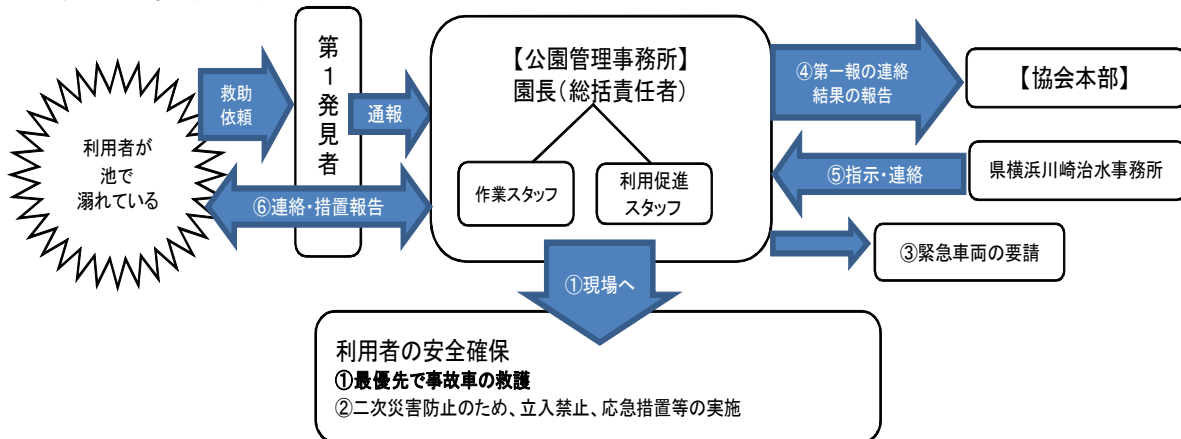 利用者が
池で
溺れている
救助
依頼
第
1
発
見
者
通報
【公園管理事務所】
園長(総括責任者)
作業スタッフ
利用促進
スタッフ
④第一報の連絡
結果の報告
【協会本部】
⑤指示・連絡
県横浜川崎治水事務所
⑥連絡・措置報告
③緊急車両の要請
①現場へ
利用者の安全確保
①最優先で事故車の救護
②二次災害防止のため、立入禁止、応急措置等の実施